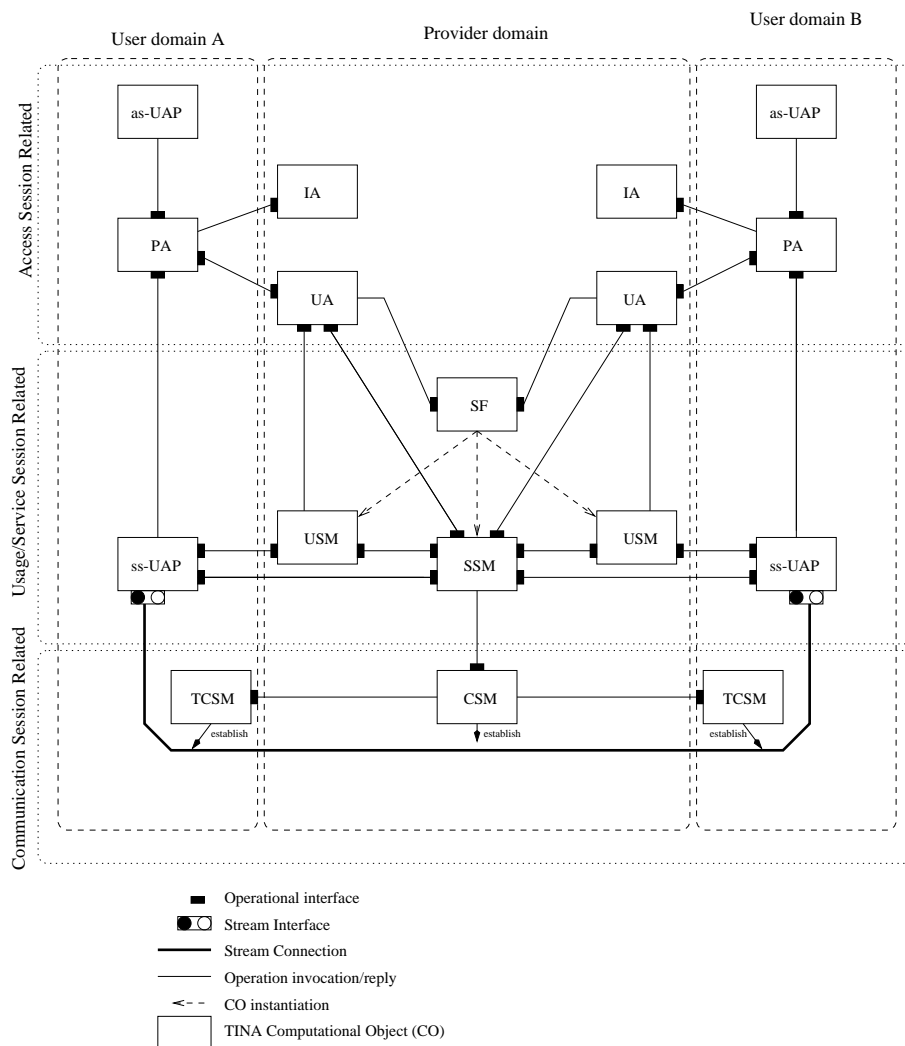 User domain A
Provider domain
User domain B
Access Session Related
as-UAP
as-UAP
IA
IA
PA
PA
UA
UA
Usage/Service Session Related
SF
USM
USM
ss-UAP
SSM
ss-UAP
Communication Session Related
TCSM
CSM
TCSM
establish
establish
establish
Operational interface
Stream Interface
Stream Connection
Operation invocation/reply
CO instantiation
TINA Computational Object (CO)